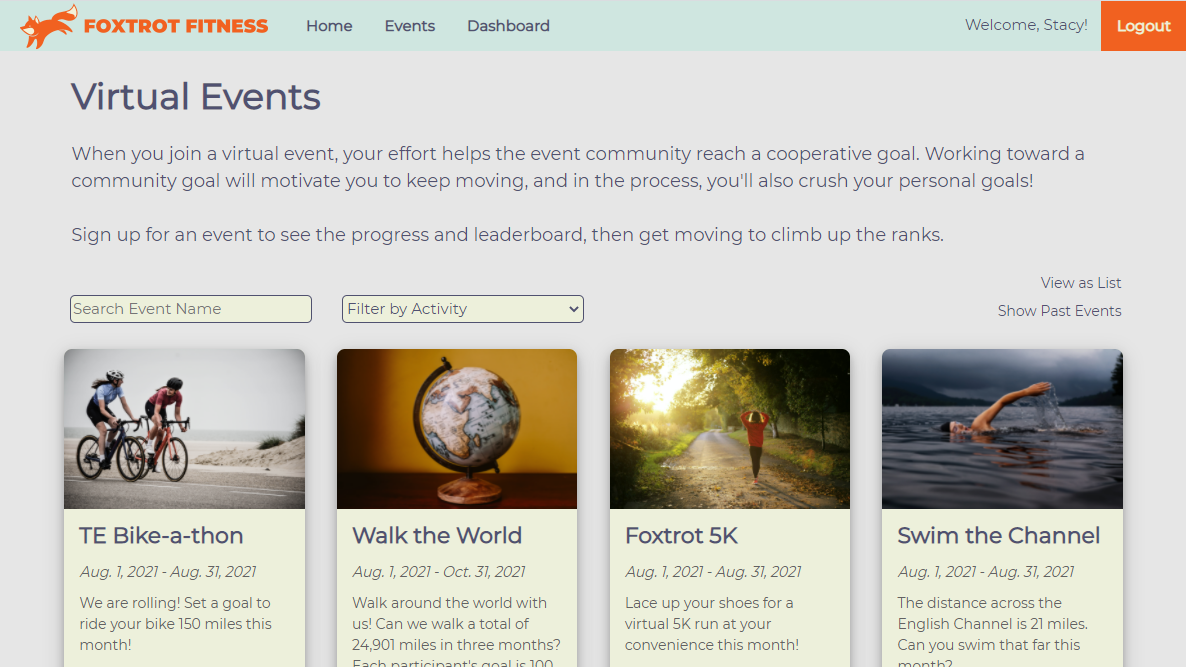 FOXTROT FITNESS
Home
Events
Dashboard
Welcome, Stacy!
Logout
Virtual Events
When you join a virtual event, your effort helps the event community reach a cooperative goal. Working toward a
community goal will motivate you to keep moving, and in the process, you'll also crush your personal goals!
Sign up for an event to see the progress and leaderboard, then get moving to climb up the ranks.
View as List
Search Event Name
Filter by Activity
Show Past Events
TE Bike-a-thon
Aug. 1, 2021 - Aug. 31, 2021
We are rolling! Set a goal to
ride your bike 150 miles this
month!
Walk the World
Aug. 1, 2021 - Oct. 31, 2021
Walk around the world with
us! Can we walk a total of
24,901 miles in three months?
Each participant's goal is 100
Foxtrot 5K
Aug. 1, 2021 - Aug. 31, 2021
Lace up your shoes for a
virtual 5K run at your
convenience this month!
Swim the Channel
Aug. 1, 2021 - Aug. 31, 2021
The distance across the
English Channel is 21 miles.
Can you swim that far this
month?